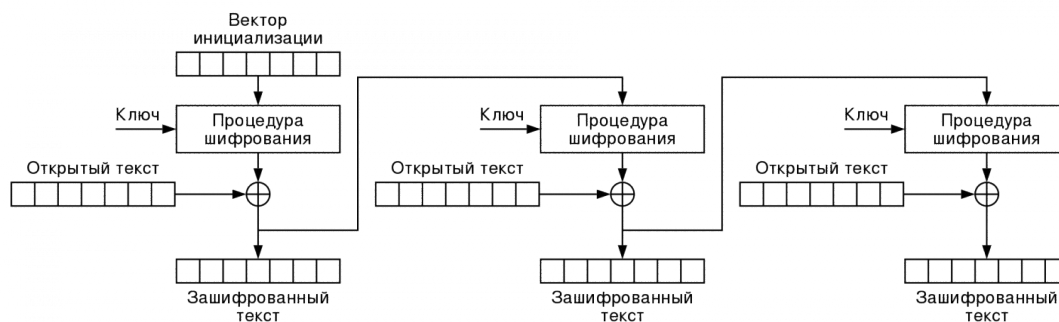 Вектор
инициализации
Ключ
Процедура
шифрования
Открытый текст
Зашифрованный
текст
Ключ
Процедура
шифрования
Открытый текст
Зашифрованный
текст
Ключ
Процедура
шифрования
Открытый текст
Зашифрованный
текст